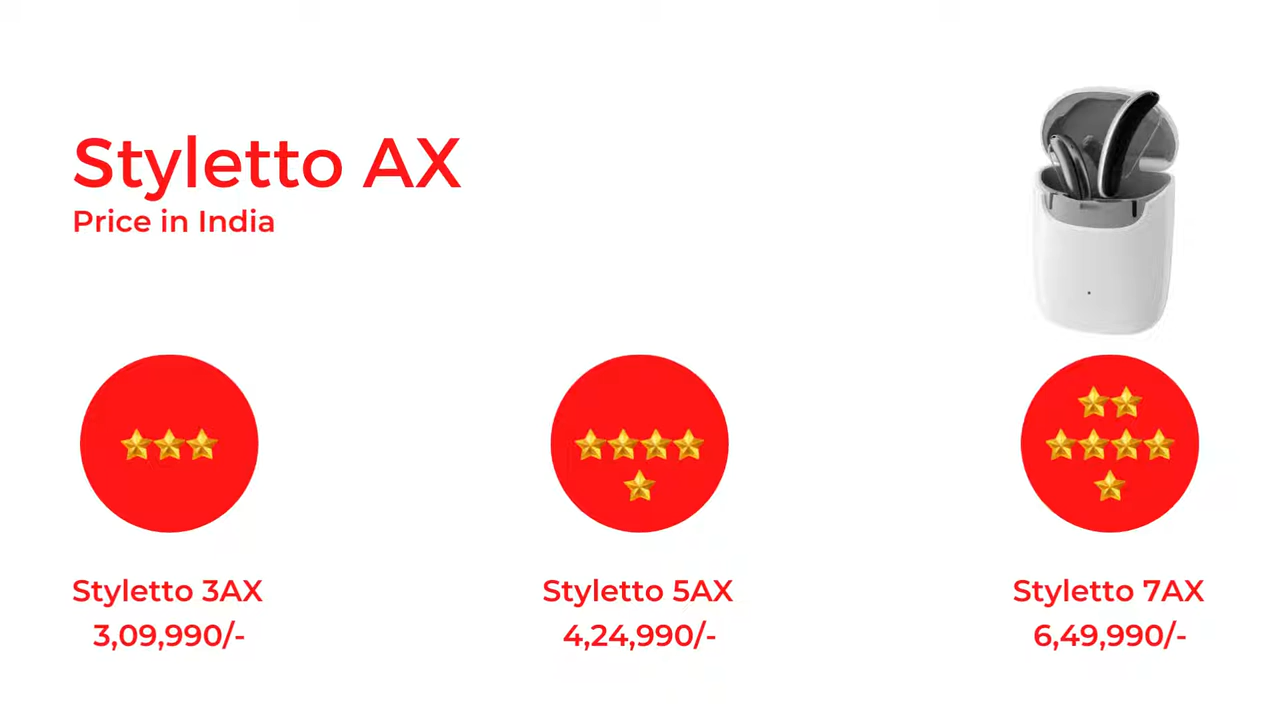 Styletto AX
Price in India
Styletto 3AX
3,09,990/-
Styletto 5AX
4,24,990/-
Styletto 7AX
6,49,990/-